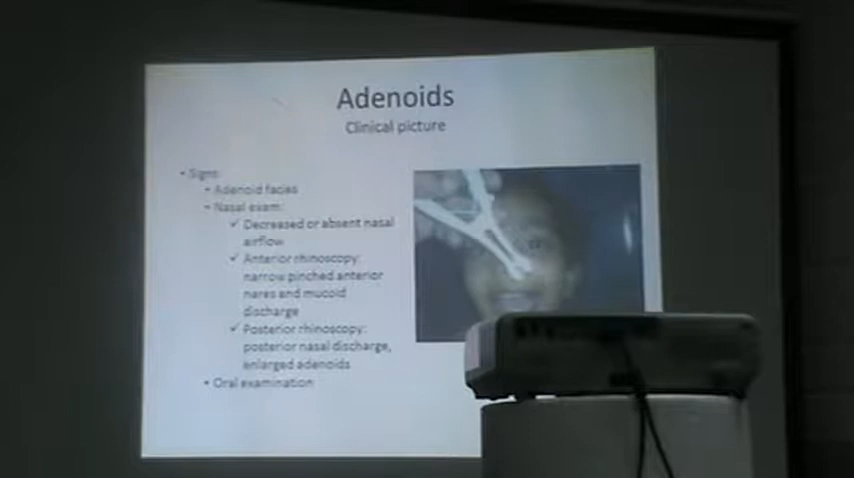 Adenoids
Clinical picture
• Signs:
• Adenoid facies
• Nasal exam:
✓ Decreased or absent nasal
airflow
✓ Anterior rhinoscopy:
narrow pinched anterior
nares and mucoid
discharge
✓ Posterior rhinoscopy:
posterior nasal discharge,
enlarged adenoids
• Oral examination